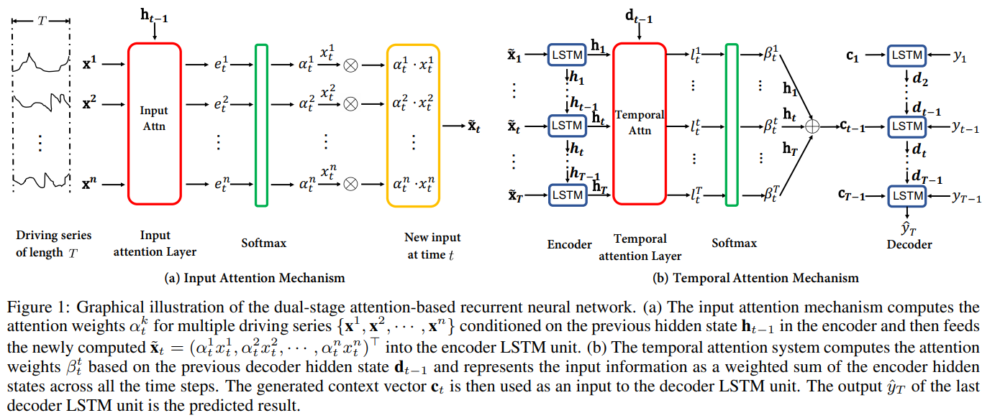 T
h_{t−1}
x^1
x^2
⋮
x^n
Input
Attn
e_t^1
e_t^2
⋮
e_t^n
α_t^1
α_t^2
⋮
α_t^n
x_t^1
x_t^2
x_t^n
α_t^1 · x_t^1
α_t^2 · x_t^2
⋮
α_t^n · x_t^n
x̃_t
Driving series
of length T
Input
attention Layer
Softmax
New input
at time t
(a) Input Attention Mechanism
d_{t−1}
x̃_1
⋮
x̃_t
⋮
x̃_T
LSTM
h_1
h_{t−1}
LSTM
h_t
h_{T−1}
LSTM
h_1
h_t
h_T
Temporal
Attn
l_t^1
⋮
l_t^t
⋮
l_t^T
β_t^1
⋮
β_t^t
⋮
β_t^T
h_1
h_t
h_T
c_1
LSTM
y_1
d_2
d_{t−1}
c_{t−1}
LSTM
y_{t−1}
d_t
d_{T−1}
c_{T−1}
LSTM
y_{T−1}
ŷ_T
Encoder
Temporal
attention Layer
Softmax
Decoder
(b) Temporal Attention Mechanism
Figure 1: Graphical illustration of the dual-stage attention-based recurrent neural network. (a) The input attention mechanism computes the
attention weights α_t^k for multiple driving series {x^1, x^2, ⋯ , x^n} conditioned on the previous hidden state h_{t−1} in the encoder and then feeds
the newly computed x̃_t = (α_t^1 x_t^1, α_t^2 x_t^2, ⋯ , α_t^n x_t^n)^⊤ into the encoder LSTM unit. (b) The temporal attention system computes the attention
weights β_t^t based on the previous decoder hidden state d_{t−1} and represents the input information as a weighted sum of the encoder hidden
states across all the time steps. The generated context vector c_t is then used as an input to the decoder LSTM unit. The output ŷ_T of the last
decoder LSTM unit is the predicted result.